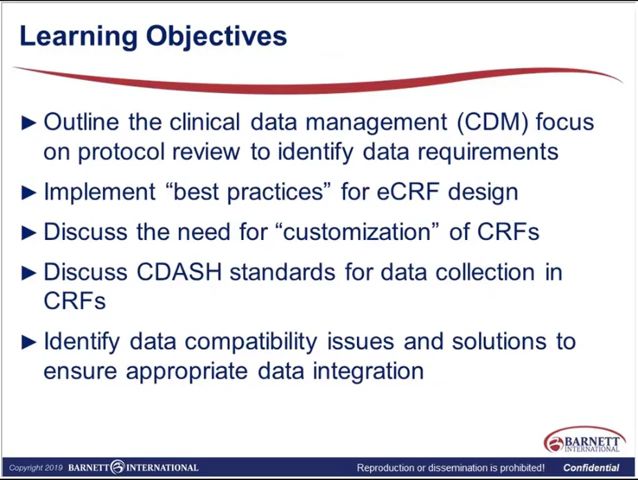 Learning Objectives
► Outline the clinical data management (CDM) focus
on protocol review to identify data requirements
► Implement “best practices” for eCRF design
► Discuss the need for “customization” of CRFs
► Discuss CDASH standards for data collection in
CRFs
► Identify data compatibility issues and solutions to
ensure appropriate data integration
BARNETT
INTERNATIONAL
Copyright 2019 BARNETT INTERNATIONAL Reproduction or dissemination is prohibited! Confidential